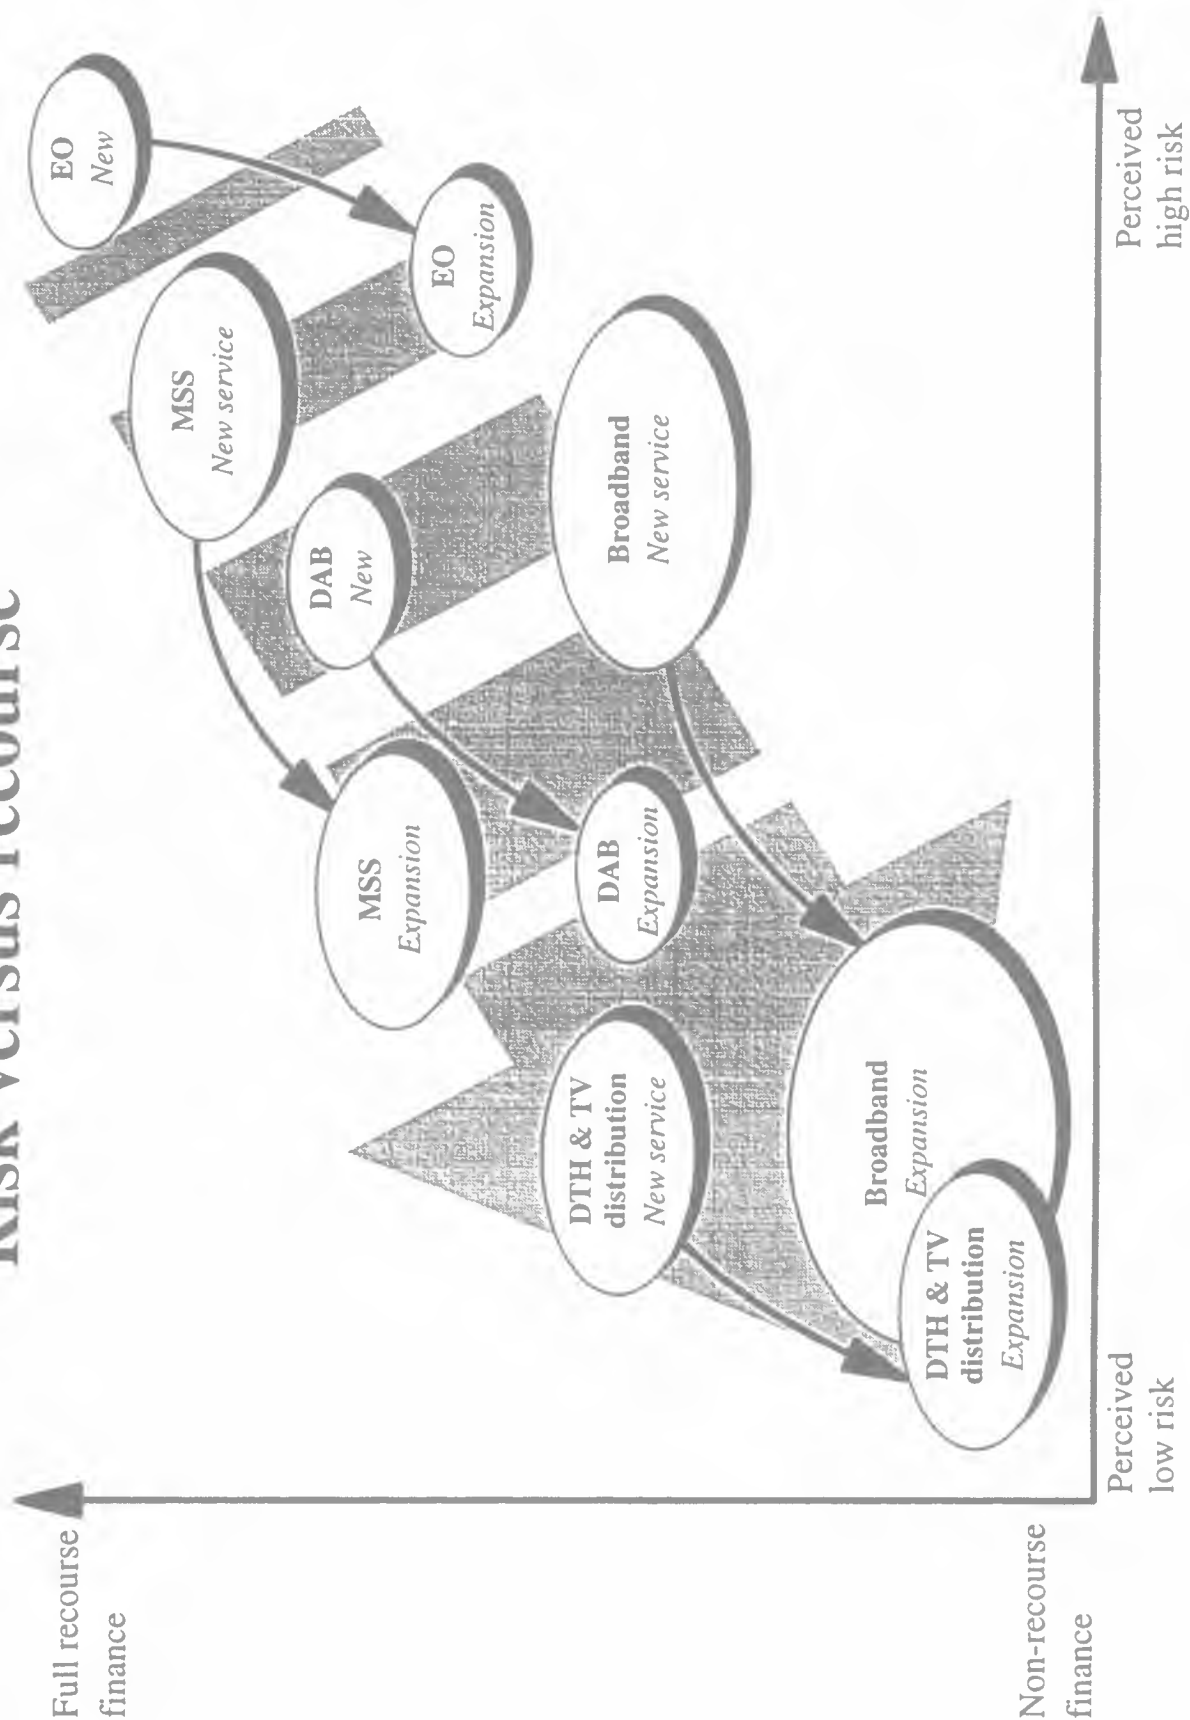 Risk versus recourse
Full recourse
finance
EO
New
MSS
New service
EO
Expansion
DAB
New
MSS
Expansion
Broadband
New service
DAB
Expansion
DTH & TV
distribution
New service
Broadband
Expansion
DTH & TV
distribution
Expansion
Non-recourse
finance
Perceived
low risk
Perceived
high risk